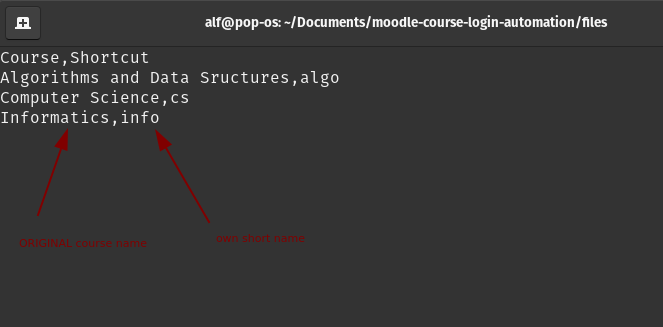 alf@pop-os: ~/Documents/moodle-course-login-automation/files
Course,Shortcut
Algorithms and Data Sructures,algo
Computer Science,cs
Informatics,info
ORIGINAL course name
own short name